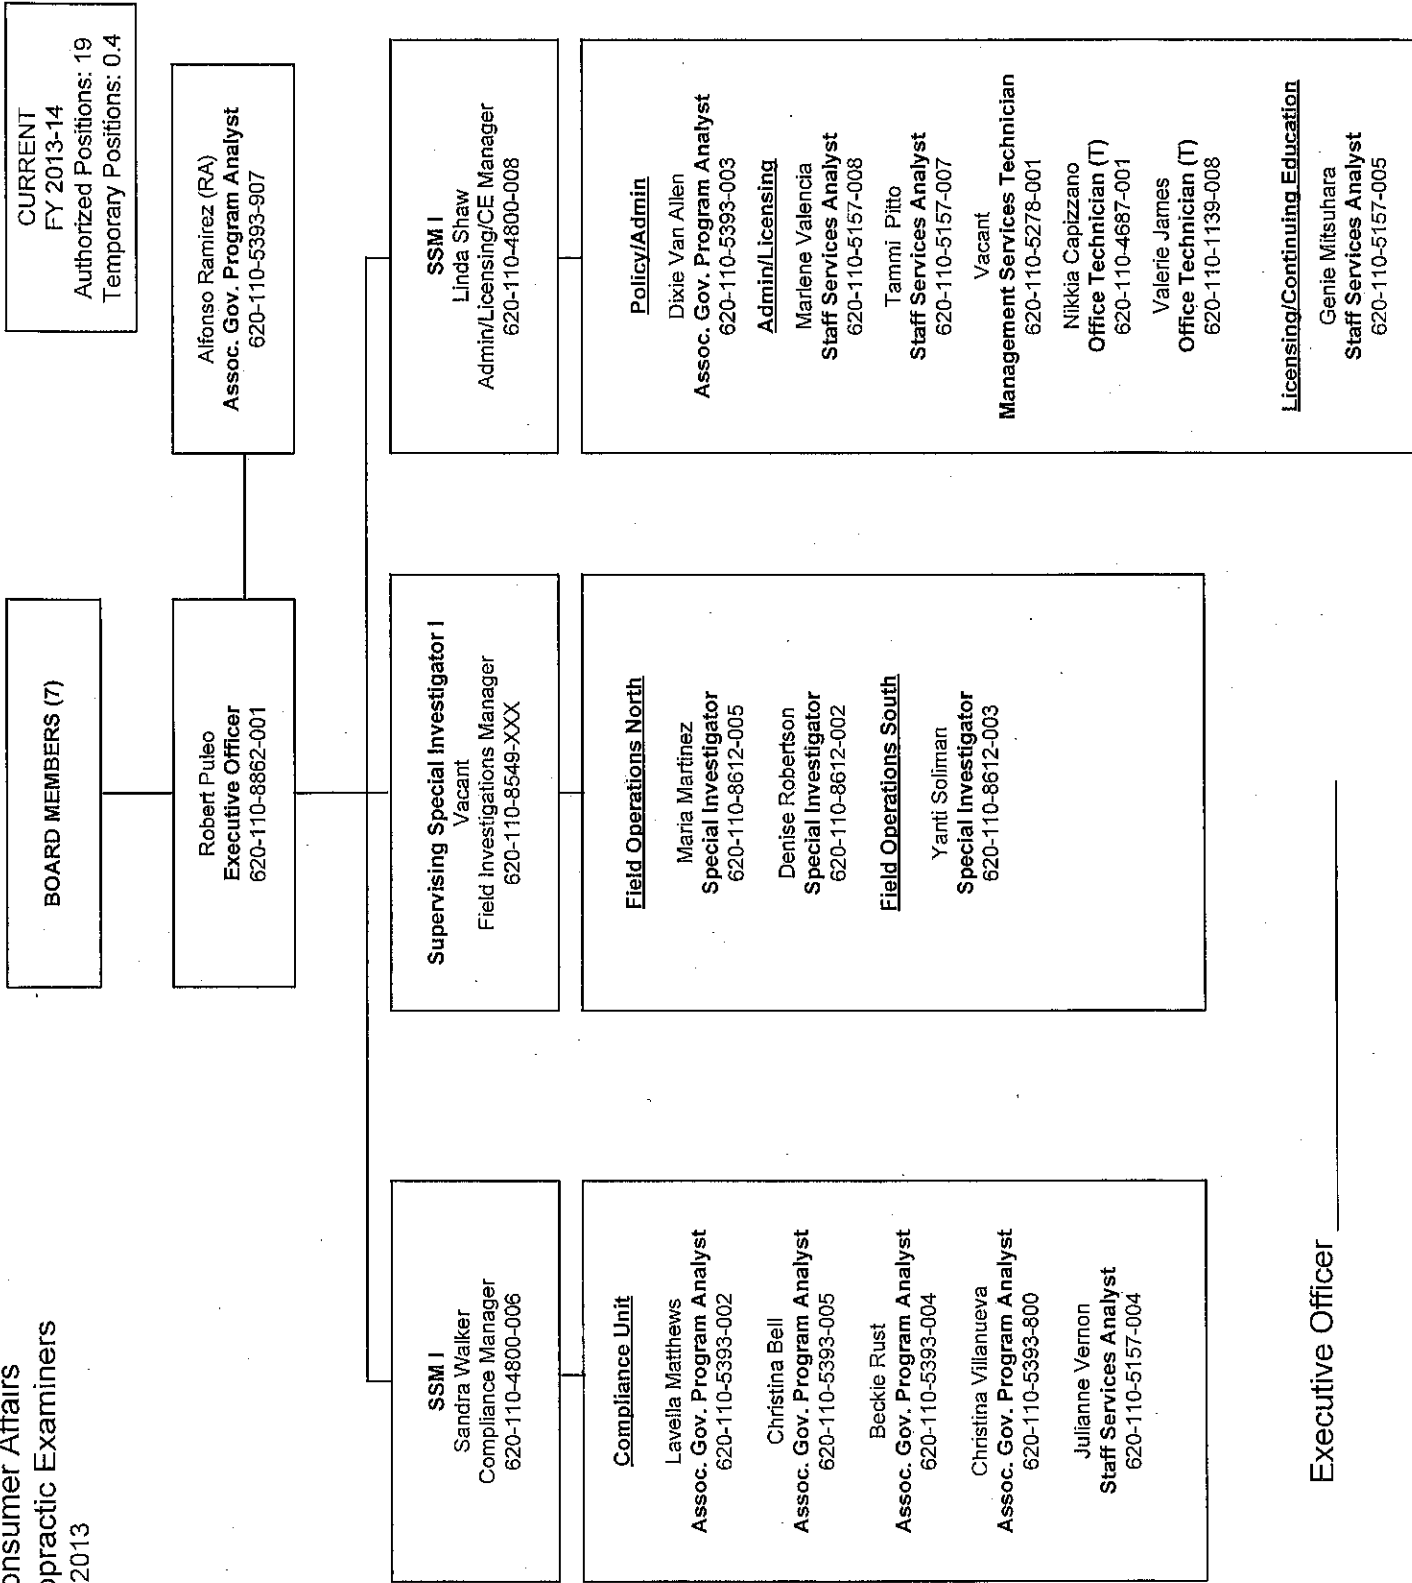 onsumer Affairs
opractic Examiners
2013
CURRENT
FY 2013-14
Authorized Positions: 19
Temporary Positions: 0.4
BOARD MEMBERS (7)
Robert Puleo
Executive Officer
620-110-8862-001
Alfonso Ramirez (RA)
Assoc. Gov. Program Analyst
620-110-5393-907
SSM I
Sandra Walker
Compliance Manager
620-110-4800-006
Compliance Unit
Lavella Matthews
Assoc. Gov. Program Analyst
620-110-5393-002
Christina Bell
Assoc. Gov. Program Analyst
620-110-5393-005
Beckie Rust
Assoc. Gov. Program Analyst
620-110-5393-004
Christina Villanueva
Assoc. Gov. Program Analyst
620-110-5393-800
Julianne Vernon
Staff Services Analyst
620-110-5157-004
Supervising Special Investigator I
Vacant
Field Investigations Manager
620-110-8549-XXX
Field Operations North
Maria Martinez
Special Investigator
620-110-8612-005
Denise Robertson
Special Investigator
620-110-8612-002
Field Operations South
Yanti Soliman
Special Investigator
620-110-8612-003
SSM I
Linda Shaw
Admin/Licensing/CE Manager
620-110-4800-008
Policy/Admin
Dixie Van Allen
Assoc. Gov. Program Analyst
620-110-5393-003
Admin/Licensing
Marlene Valencia
Staff Services Analyst
620-110-5157-008
Tammi Pitto
Staff Services Analyst
620-110-5157-007
Vacant
Management Services Technician
620-110-5278-001
Nikkia Capizzano
Office Technician (T)
620-110-4687-001
Valerie James
Office Technician (T)
620-110-1139-008
Licensing/Continuing Education
Genie Mitsuhara
Staff Services Analyst
620-110-5157-005
Executive Officer